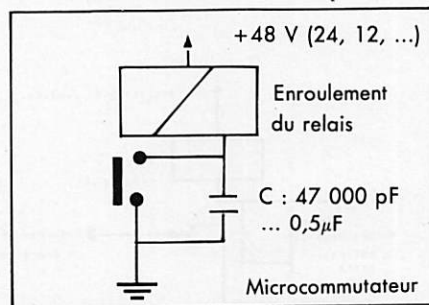 +48 V (24, 12, ...)
Enroulement
du relais
C : 47 000 pF
... 0,5µF
Microcommutateur